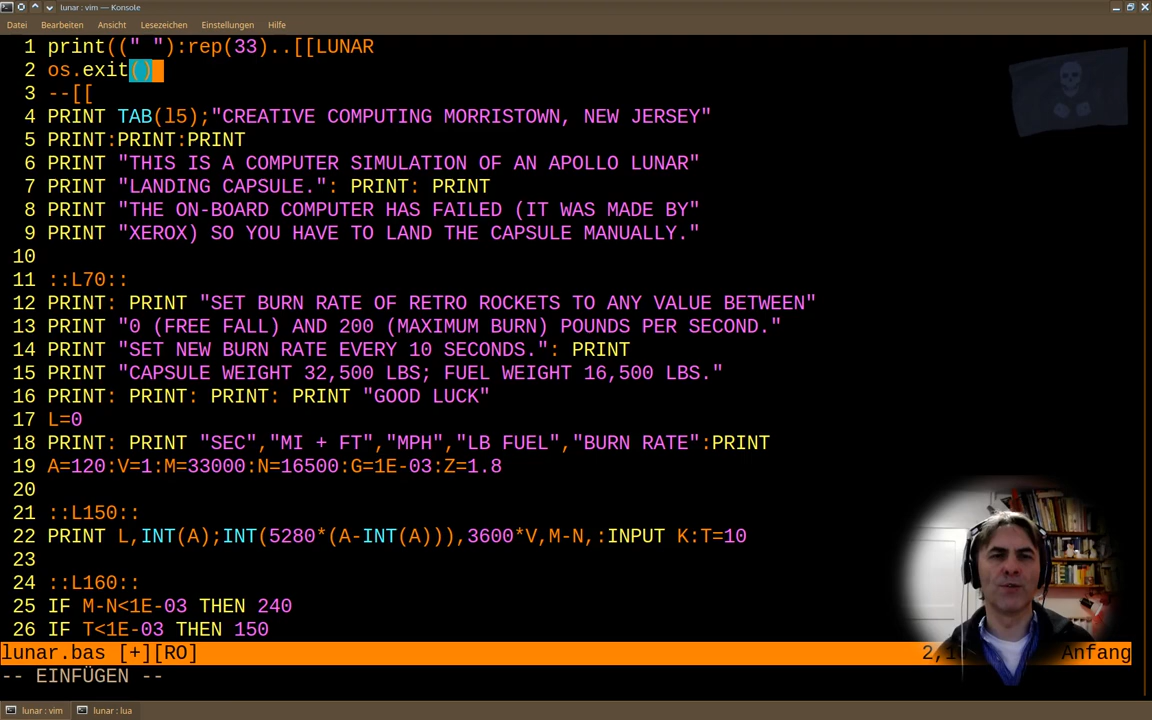 lunar : vim — Konsole
Datei Bearbeiten Ansicht Lesezeichen Einstellungen Hilfe
1 print((" "):rep(33)..[[LUNAR
2 os.exit()
3 --[[
4 PRINT TAB(l5);"CREATIVE COMPUTING MORRISTOWN, NEW JERSEY"
5 PRINT:PRINT:PRINT
6 PRINT "THIS IS A COMPUTER SIMULATION OF AN APOLLO LUNAR"
7 PRINT "LANDING CAPSULE.": PRINT: PRINT
8 PRINT "THE ON-BOARD COMPUTER HAS FAILED (IT WAS MADE BY"
9 PRINT "XEROX) SO YOU HAVE TO LAND THE CAPSULE MANUALLY."
10
11 ::L70::
12 PRINT: PRINT "SET BURN RATE OF RETRO ROCKETS TO ANY VALUE BETWEEN"
13 PRINT "0 (FREE FALL) AND 200 (MAXIMUM BURN) POUNDS PER SECOND."
14 PRINT "SET NEW BURN RATE EVERY 10 SECONDS.": PRINT
15 PRINT "CAPSULE WEIGHT 32,500 LBS; FUEL WEIGHT 16,500 LBS."
16 PRINT: PRINT: PRINT: PRINT "GOOD LUCK"
17 L=0
18 PRINT: PRINT "SEC","MI + FT","MPH","LB FUEL","BURN RATE":PRINT
19 A=120:V=1:M=33000:N=16500:G=1E-03:Z=1.8
20
21 ::L150::
22 PRINT L,INT(A);INT(5280*(A-INT(A))),3600*V,M-N,:INPUT K:T=10
23
24 ::L160::
25 IF M-N<1E-03 THEN 240
26 IF T<1E-03 THEN 150
lunar.bas [+][RO] 2,1 Anfang
-- EINFÜGEN --
lunar : vim lunar : lua